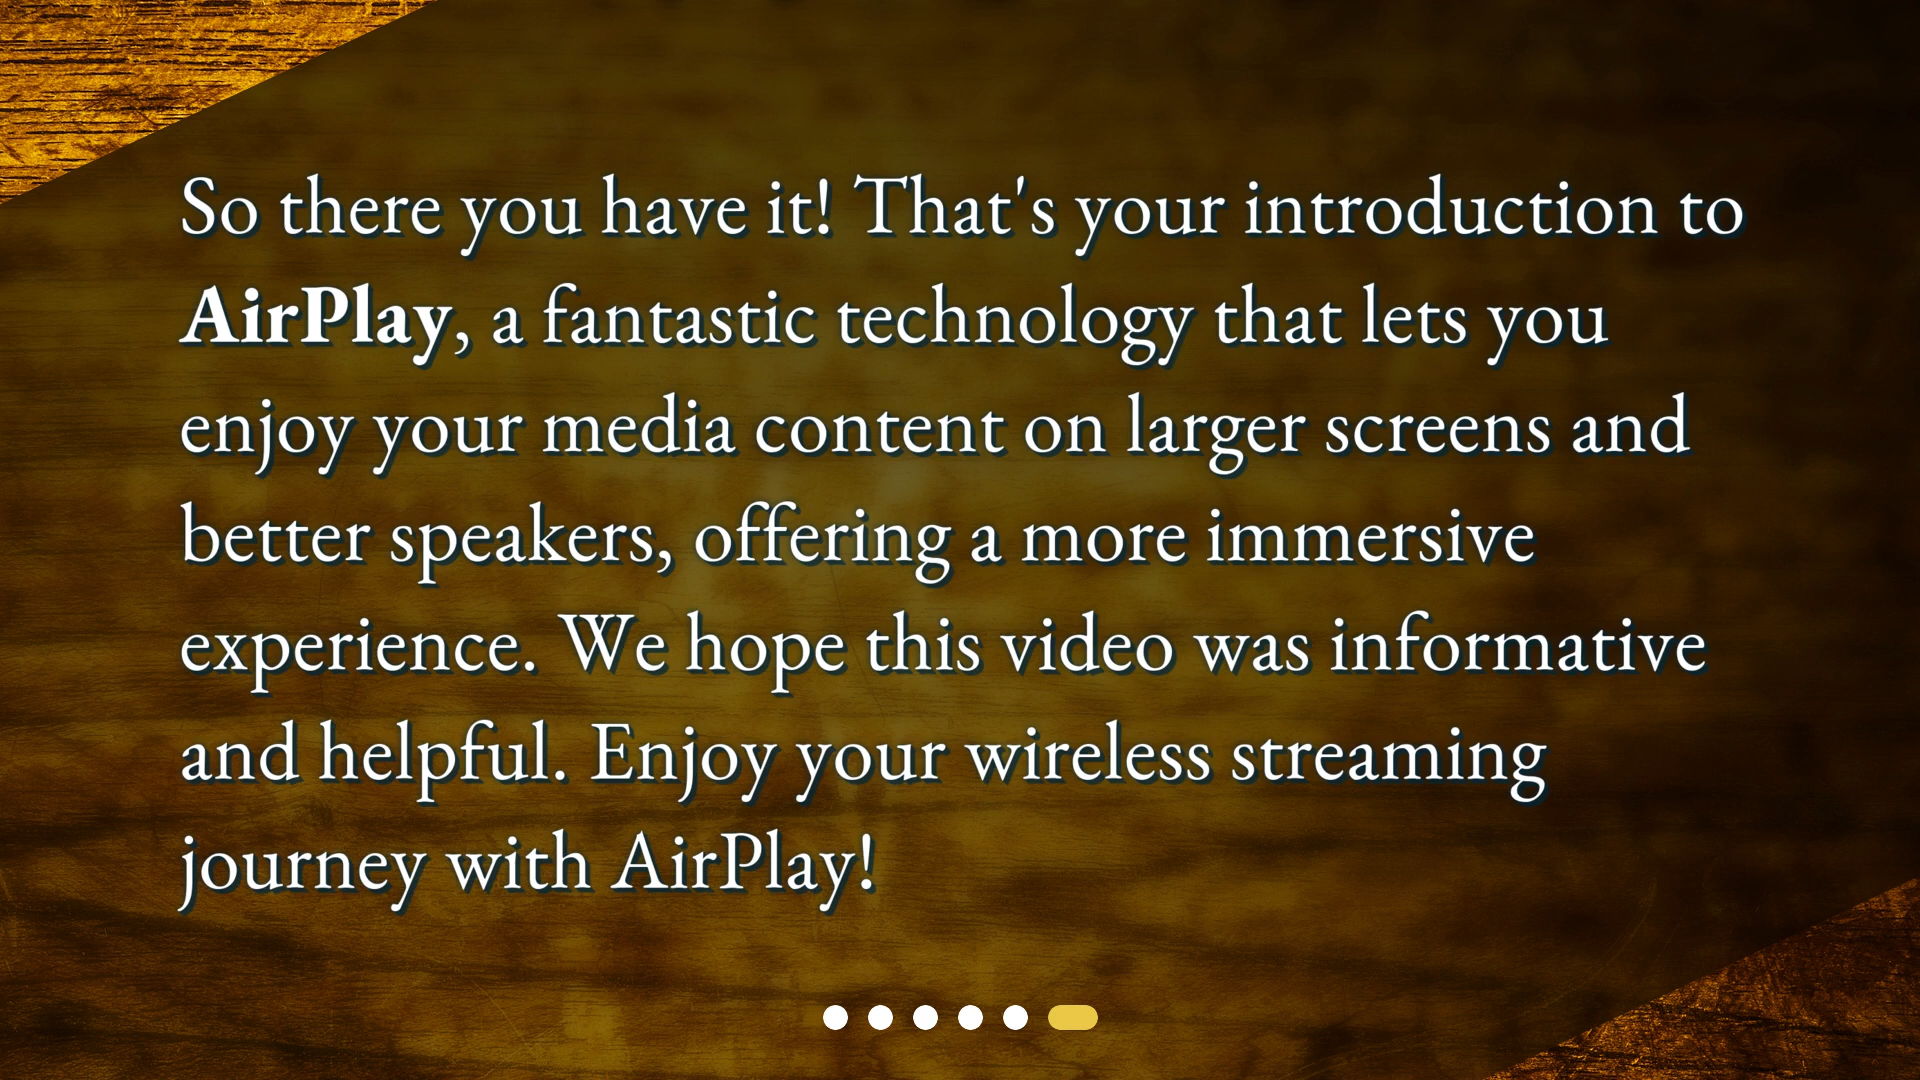 So there you have it! That's your introduction to
AirPlay, a fantastic technology that lets you
enjoy your media content on larger screens and
better speakers, offering a more immersive
experience. We hope this video was informative
and helpful. Enjoy your wireless streaming
journey with AirPlay!